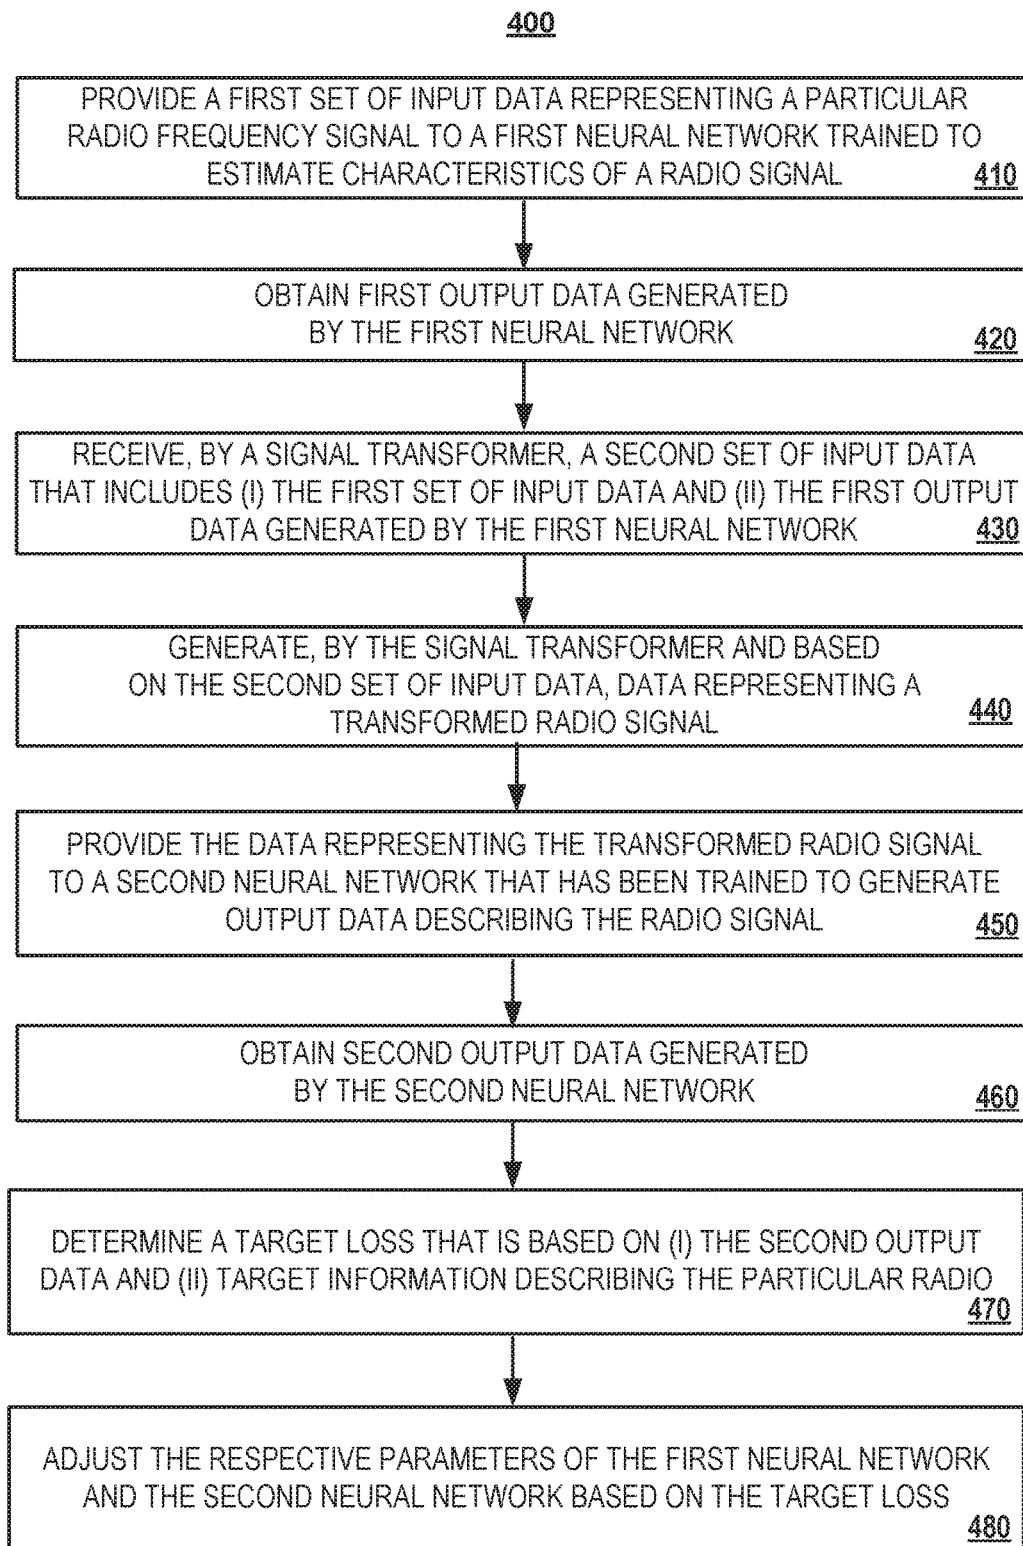 400
PROVIDE A FIRST SET OF INPUT DATA REPRESENTING A PARTICULAR
RADIO FREQUENCY SIGNAL TO A FIRST NEURAL NETWORK TRAINED TO
ESTIMATE CHARACTERISTICS OF A RADIO SIGNAL
410
OBTAIN FIRST OUTPUT DATA GENERATED
BY THE FIRST NEURAL NETWORK
420
RECEIVE, BY A SIGNAL TRANSFORMER, A SECOND SET OF INPUT DATA
THAT INCLUDES (I) THE FIRST SET OF INPUT DATA AND (II) THE FIRST OUTPUT
DATA GENERATED BY THE FIRST NEURAL NETWORK
430
GENERATE, BY THE SIGNAL TRANSFORMER AND BASED
ON THE SECOND SET OF INPUT DATA, DATA REPRESENTING A
TRANSFORMED RADIO SIGNAL
440
PROVIDE THE DATA REPRESENTING THE TRANSFORMED RADIO SIGNAL
TO A SECOND NEURAL NETWORK THAT HAS BEEN TRAINED TO GENERATE
OUTPUT DATA DESCRIBING THE RADIO SIGNAL
450
OBTAIN SECOND OUTPUT DATA GENERATED
BY THE SECOND NEURAL NETWORK
460
DETERMINE A TARGET LOSS THAT IS BASED ON (I) THE SECOND OUTPUT
DATA AND (II) TARGET INFORMATION DESCRIBING THE PARTICULAR RADIO
470
ADJUST THE RESPECTIVE PARAMETERS OF THE FIRST NEURAL NETWORK
AND THE SECOND NEURAL NETWORK BASED ON THE TARGET LOSS
480